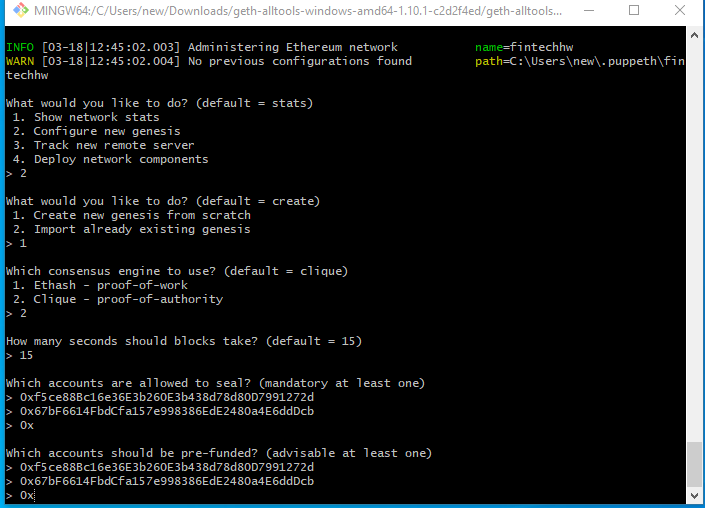 MINGW64:/C/Users/new/Downloads/geth-alltools-windows-amd64-1.10.1-c2d2f4ed/geth-alltools...
INFO [03-18|12:45:02.003] Administering Ethereum network name=fintechhw
WARN [03-18|12:45:02.004] No previous configurations found path=C:\Users\new\.puppeth\fin
techhw
What would you like to do? (default = stats)
1. Show network stats
2. Configure new genesis
3. Track new remote server
4. Deploy network components
> 2
What would you like to do? (default = create)
1. Create new genesis from scratch
2. Import already existing genesis
> 1
Which consensus engine to use? (default = clique)
1. Ethash - proof-of-work
2. Clique - proof-of-authority
> 2
How many seconds should blocks take? (default = 15)
> 15
Which accounts are allowed to seal? (mandatory at least one)
> 0xf5ce88Bc16e36E3b260E3b438d78d80D7991272d
> 0x67bF6614FbdCfa157e998386EdE2480a4E6ddDcb
> 0x
Which accounts should be pre-funded? (advisable at least one)
> 0xf5ce88Bc16e36E3b260E3b438d78d80D7991272d
> 0x67bF6614FbdCfa157e998386EdE2480a4E6ddDcb
> 0x